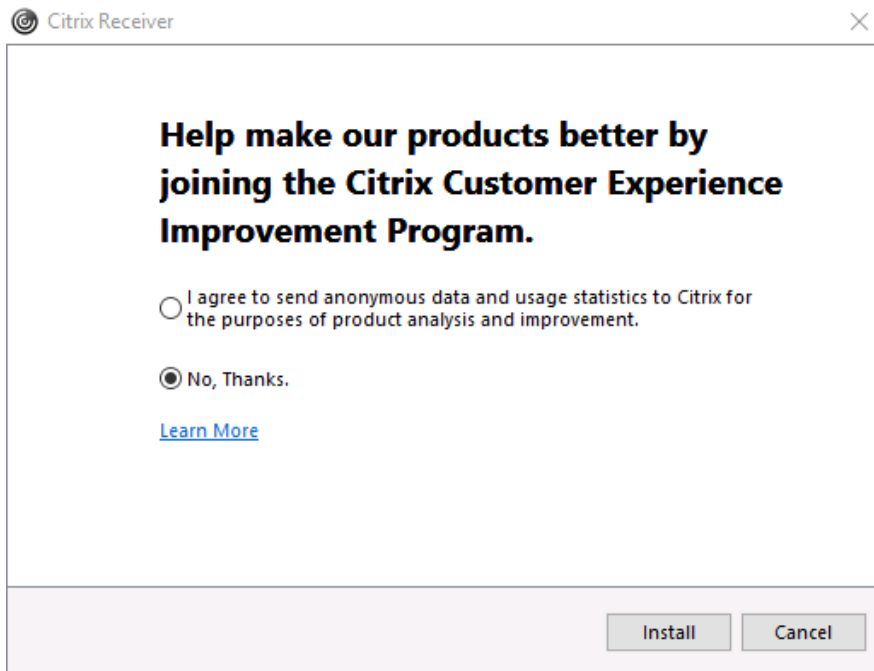 Citrix Receiver
Help make our products better by
joining the Citrix Customer Experience
Improvement Program.
I agree to send anonymous data and usage statistics to Citrix for
the purposes of product analysis and improvement.
No, Thanks.
Learn More
Install
Cancel